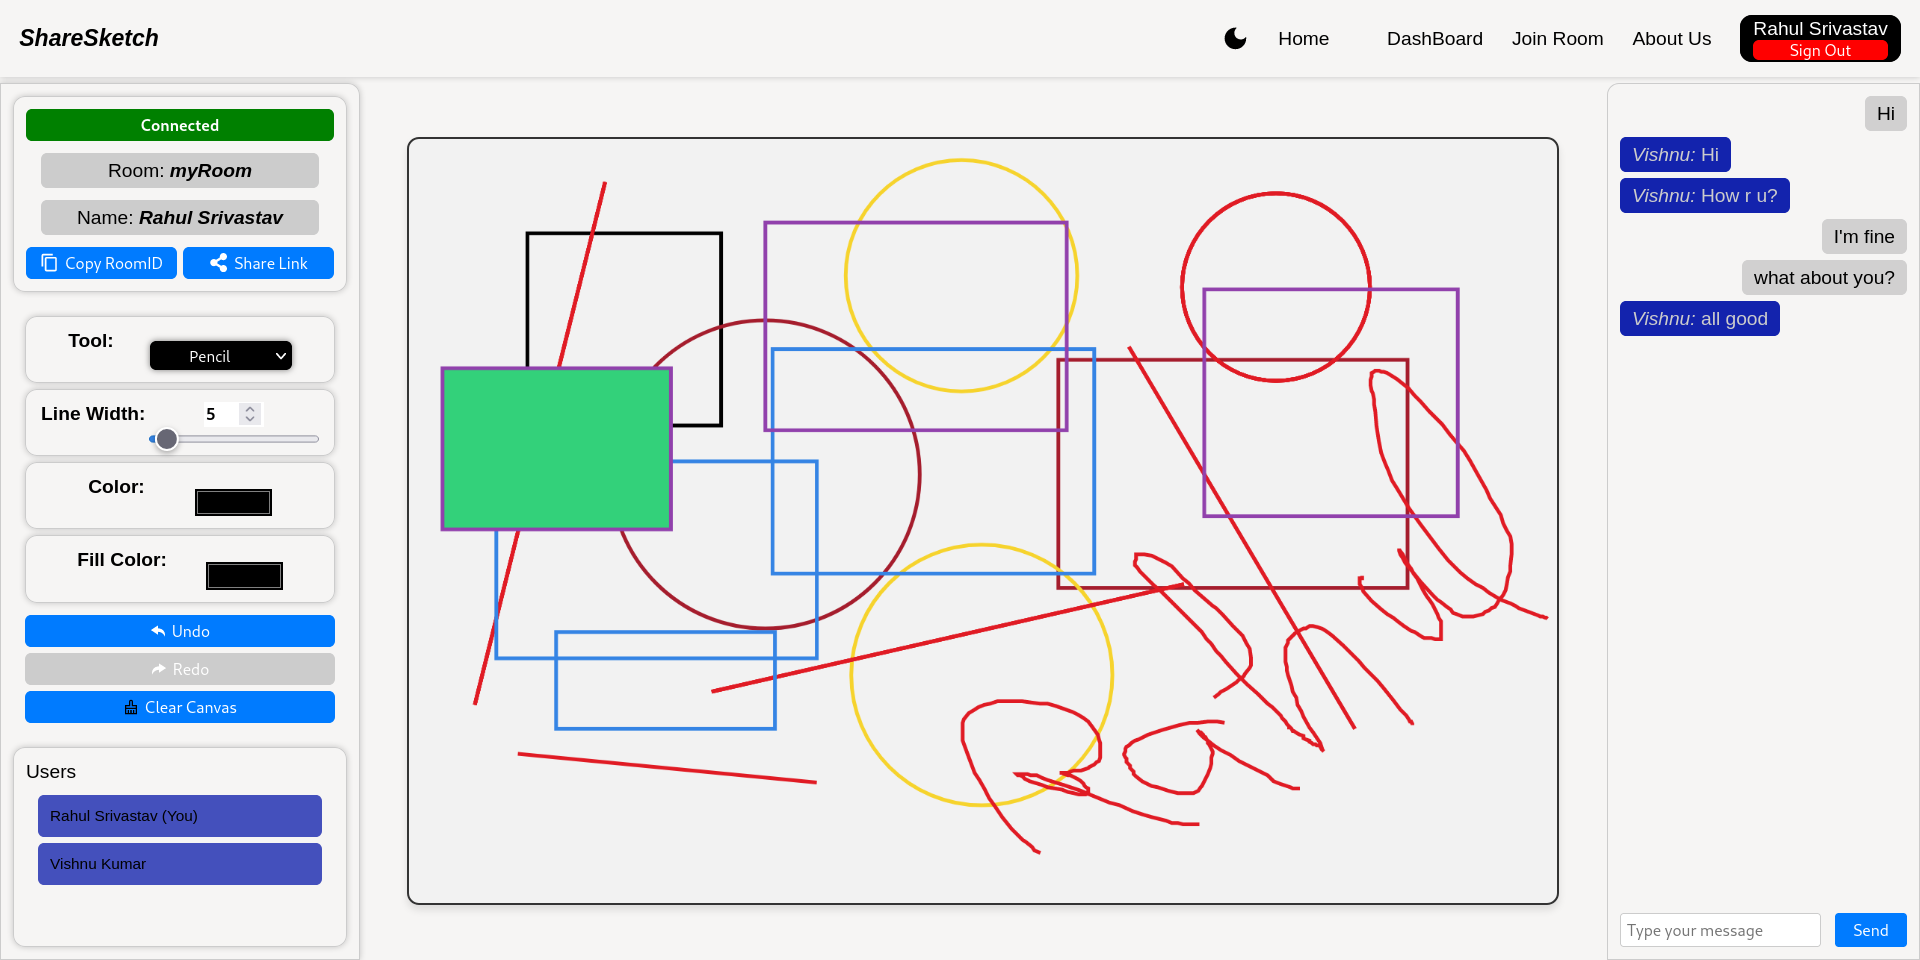 ShareSketch
Home DashBoard Join Room About Us
Rahul Srivastav
Sign Out
Connected
Room: myRoom
Name: Rahul Srivastav
Copy RoomID Share Link
Tool: Pencil
Line Width: 5
Color:
Fill Color:
Undo
Redo
Clear Canvas
Users
Rahul Srivastav (You)
Vishnu Kumar
Rahul
Hi
Vishnu: Hi
Vishnu: How r u?
I'm fine
what about you?
Vishnu: all good
Type your message Send